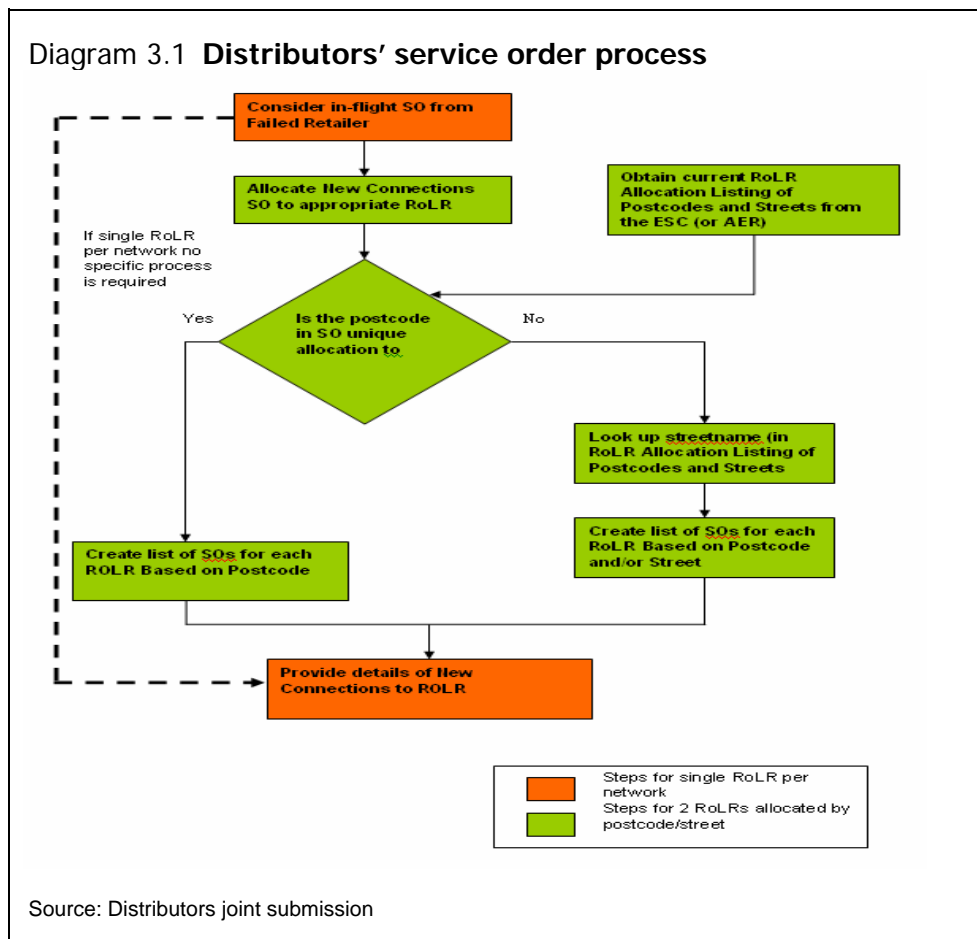 Diagram 3.1 Distributors' service order process
Consider in-flight SO from
Failed Retailer
Allocate New Connections
SO to appropriate RoLR
Obtain current RoLR
Allocation Listing of
Postcodes and Streets from
the ESC (or AER)
If single RoLR
per network no
specific process
is required
Yes
Is the postcode
in SO unique
allocation to
No
Look up streetname (in
RoLR Allocation Listing of
Postcodes and Streets
Create list of SOs for each
ROLR Based on Postcode
Create list of SOs for each
RoLR Based on Postcode
and/or Street
Provide details of New
Connections to ROLR
Steps for single RoLR per
network
Steps for 2 RoLRs allocated by
postcode/street
Source: Distributors joint submission